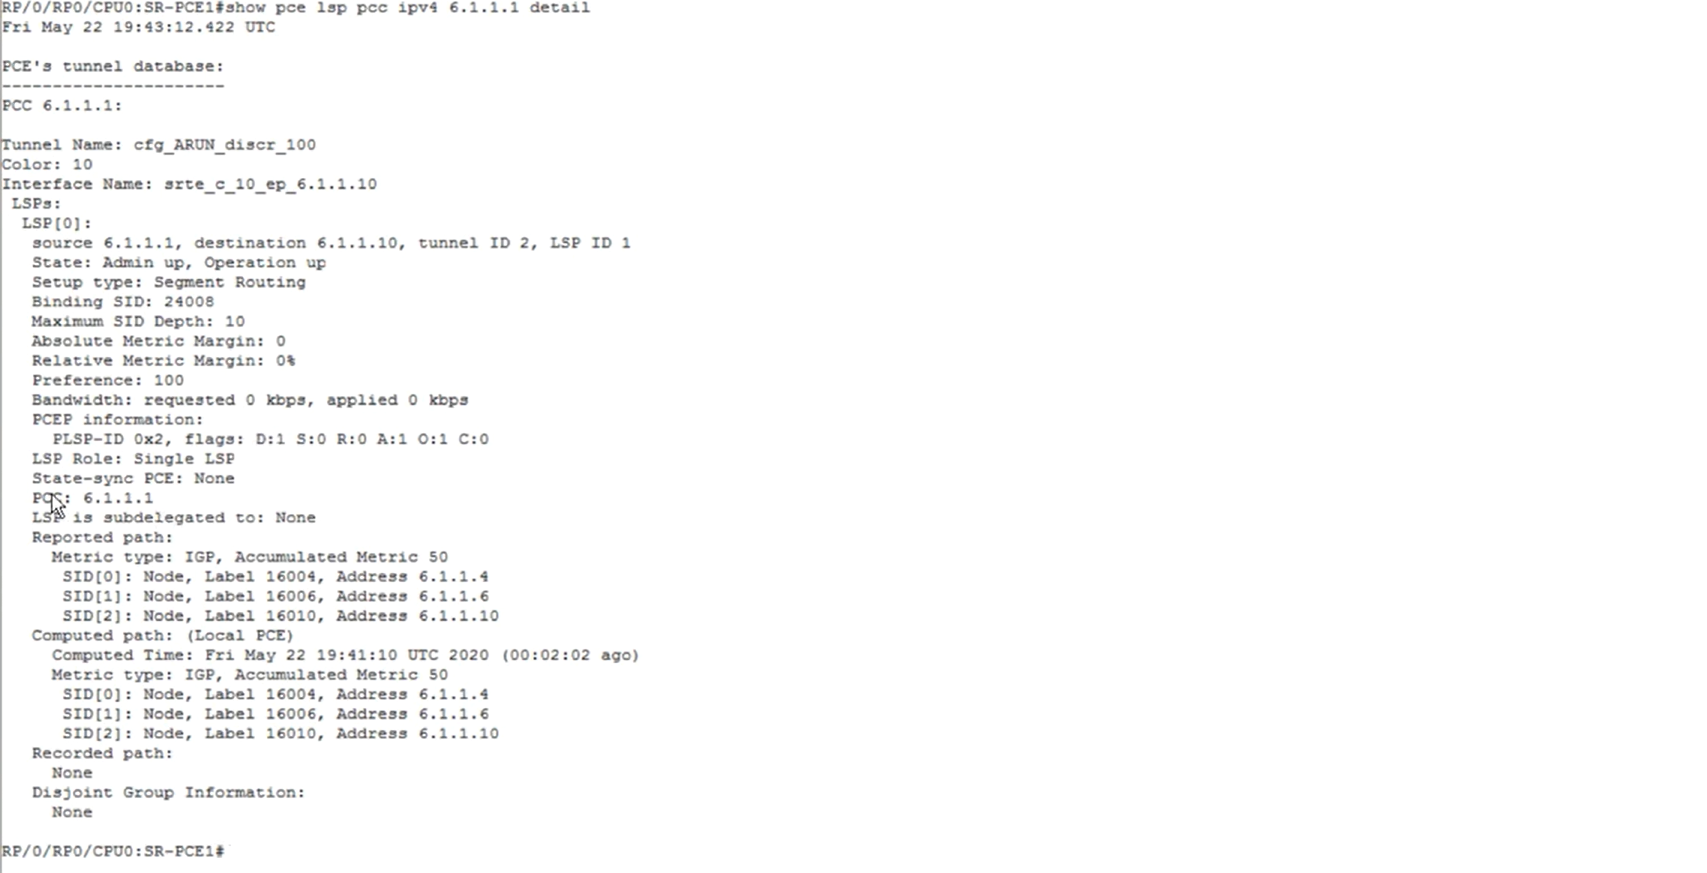 RP/0/RP0/CPU0:SR-PCE1#show pce lsp pcc ipv4 6.1.1.1 detail
Fri May 22 19:43:12.422 UTC
PCE's tunnel database:
----------------------
PCC 6.1.1.1:
Tunnel Name: cfg_ARUN_discr_100
Color: 10
Interface Name: srte_c_10_ep_6.1.1.10
LSPs:
LSP[0]:
source 6.1.1.1, destination 6.1.1.10, tunnel ID 2, LSP ID 1
State: Admin up, Operation up
Setup type: Segment Routing
Binding SID: 24008
Maximum SID Depth: 10
Absolute Metric Margin: 0
Relative Metric Margin: 0%
Preference: 100
Bandwidth: requested 0 kbps, applied 0 kbps
PCEP information:
PLSP-ID 0x2, flags: D:1 S:0 R:0 A:1 O:1 C:0
LSP Role: Single LSP
State-sync PCE: None
PCC: 6.1.1.1
LSP is subdelegated to: None
Reported path:
Metric type: IGP, Accumulated Metric 50
SID[0]: Node, Label 16004, Address 6.1.1.4
SID[1]: Node, Label 16006, Address 6.1.1.6
SID[2]: Node, Label 16010, Address 6.1.1.10
Computed path: (Local PCE)
Computed Time: Fri May 22 19:41:10 UTC 2020 (00:02:02 ago)
Metric type: IGP, Accumulated Metric 50
SID[0]: Node, Label 16004, Address 6.1.1.4
SID[1]: Node, Label 16006, Address 6.1.1.6
SID[2]: Node, Label 16010, Address 6.1.1.10
Recorded path:
None
Disjoint Group Information:
None
RP/0/RP0/CPU0:SR-PCE1#